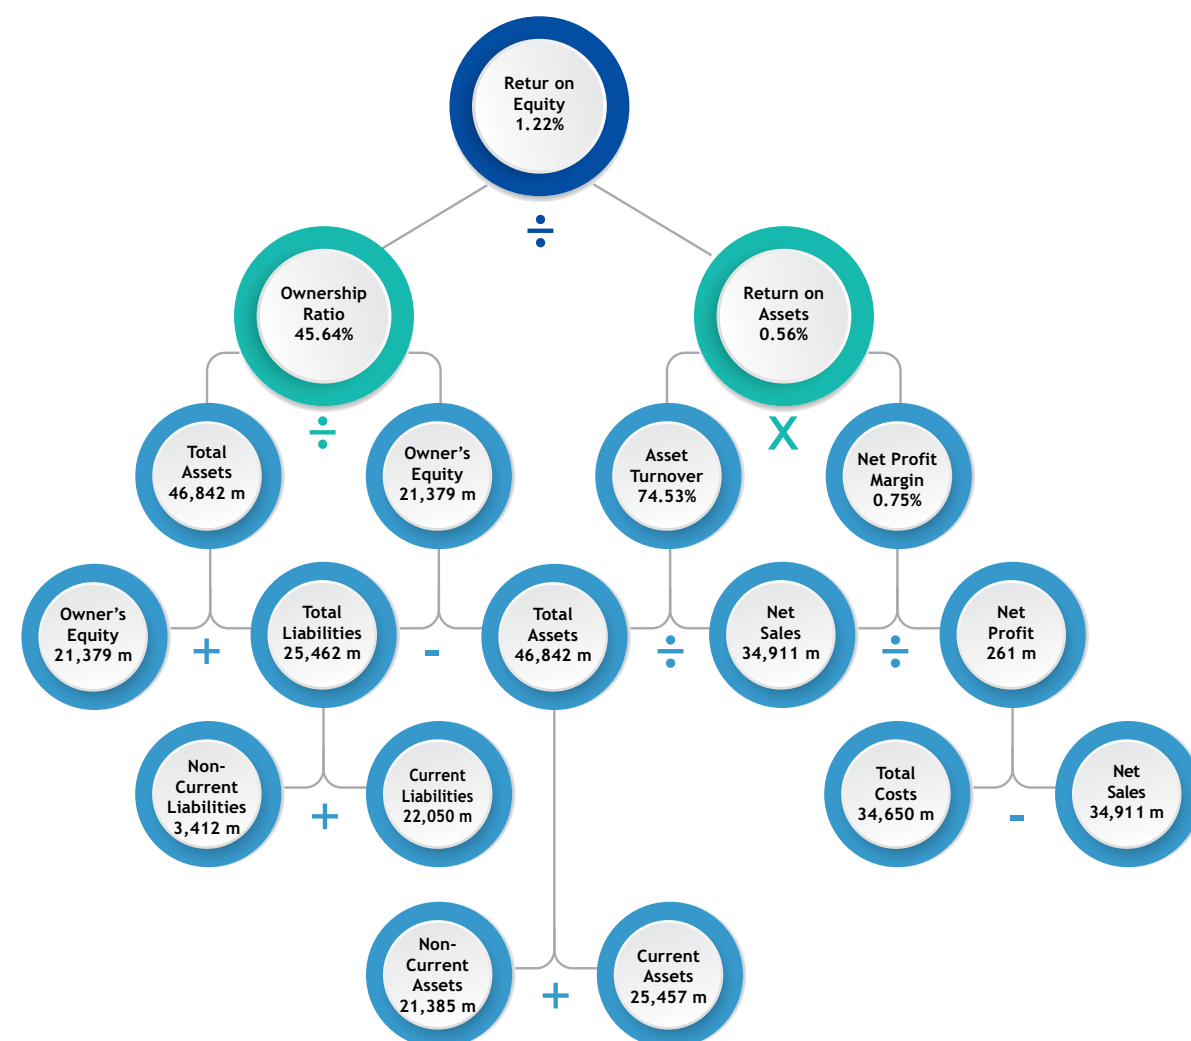 Retur on
Equity
1.22%
÷
Ownership
Ratio
45.64%
Return on
Assets
0.56%
÷
X
Total
Assets
46,842 m
Owner's
Equity
21,379 m
Asset
Turnover
74.53%
Net Profit
Margin
0.75%
Owner's
Equity
21,379 m
+
Total
Liabilities
25,462 m
-
Total
Assets
46,842 m
÷
Net
Sales
34,911 m
÷
Net
Profit
261 m
Non-
Current
Liabilities
3,412 m
+
Current
Liabilities
22,050 m
Total
Costs
34,650 m
-
Net
Sales
34,911 m
Non-
Current
Assets
21,385 m
+
Current
Assets
25,457 m